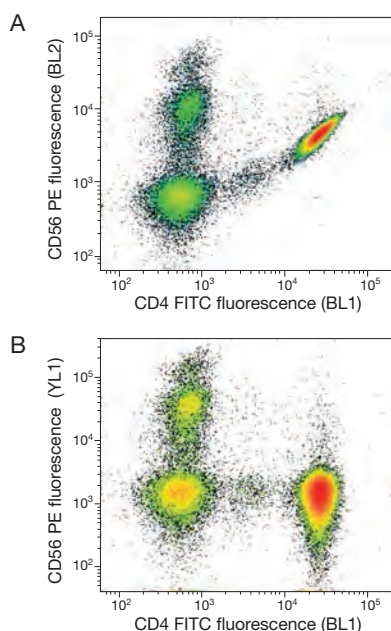 A
CD56 PE fluorescence (BL2)
10⁵
10⁴
10³
10²
10² 10³ 10⁴ 10⁵
CD4 FITC fluorescence (BL1)
B
CD56 PE fluorescence (YL1)
10⁵
10⁴
10³
10²
10² 10³ 10⁴ 10⁵
CD4 FITC fluorescence (BL1)